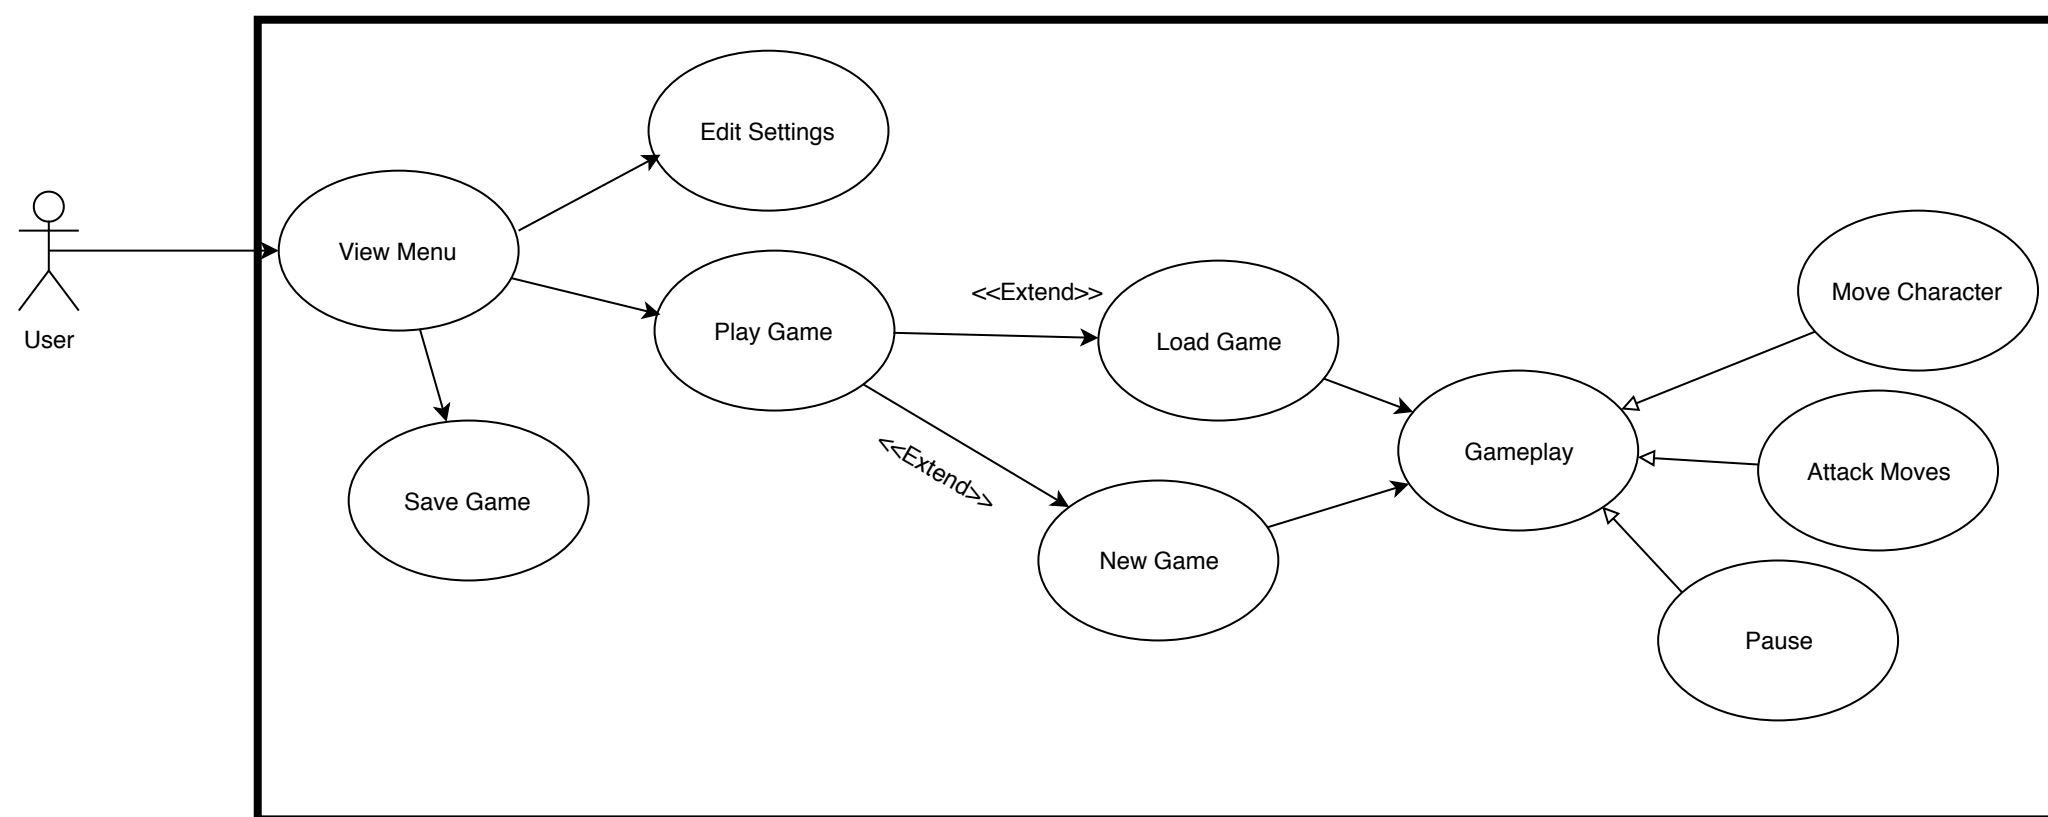 Edit Settings
View Menu
User
Play Game
<<Extend>>
Load Game
Move Character
<<Extend>>
Gameplay
Attack Moves
Save Game
New Game
Pause